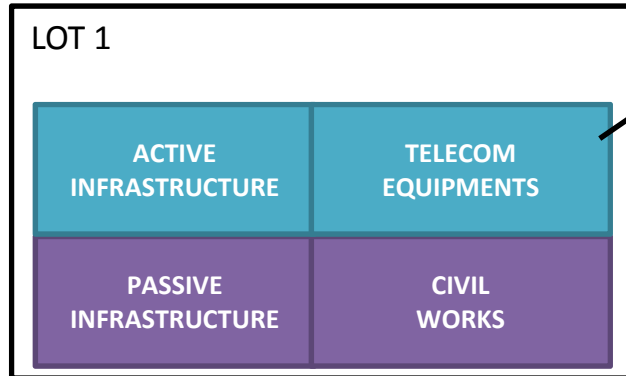 LOT 1
ACTIVE
INFRASTRUCTURE
TELECOM
EQUIPMENTS
PASSIVE
INFRASTRUCTURE
CIVIL
WORKS